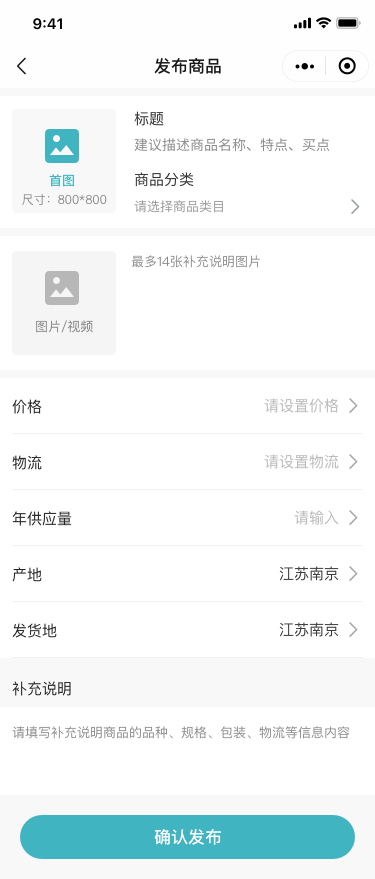 9:41
发布商品
标题
首图
尺寸：800*800
建议描述商品名称、特点、买点
商品分类
请选择商品类目
图片/视频
最多14张补充说明图片
价格 请设置价格
物流 请设置物流
年供应量 请输入
产地 江苏南京
发货地 江苏南京
补充说明
请填写补充说明商品的品种、规格、包装、物流等信息内容
确认发布